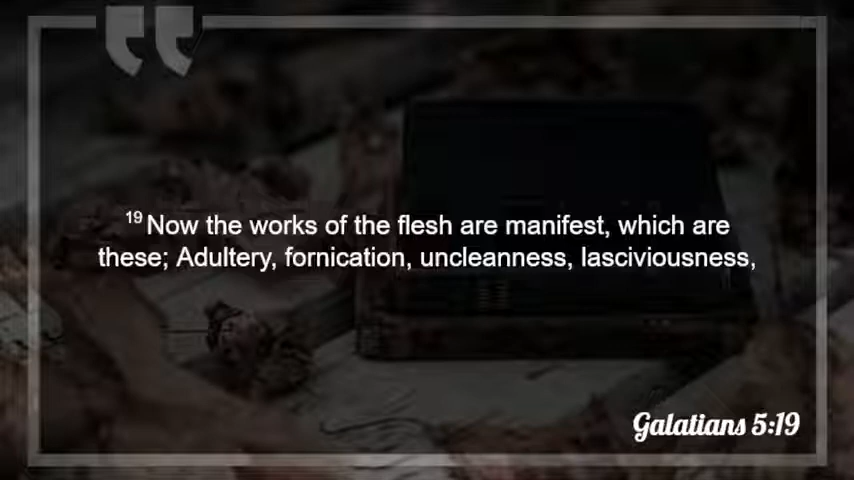 19 Now the works of the flesh are manifest, which are
these; Adultery, fornication, uncleanness, lasciviousness,
Galatians 5:19